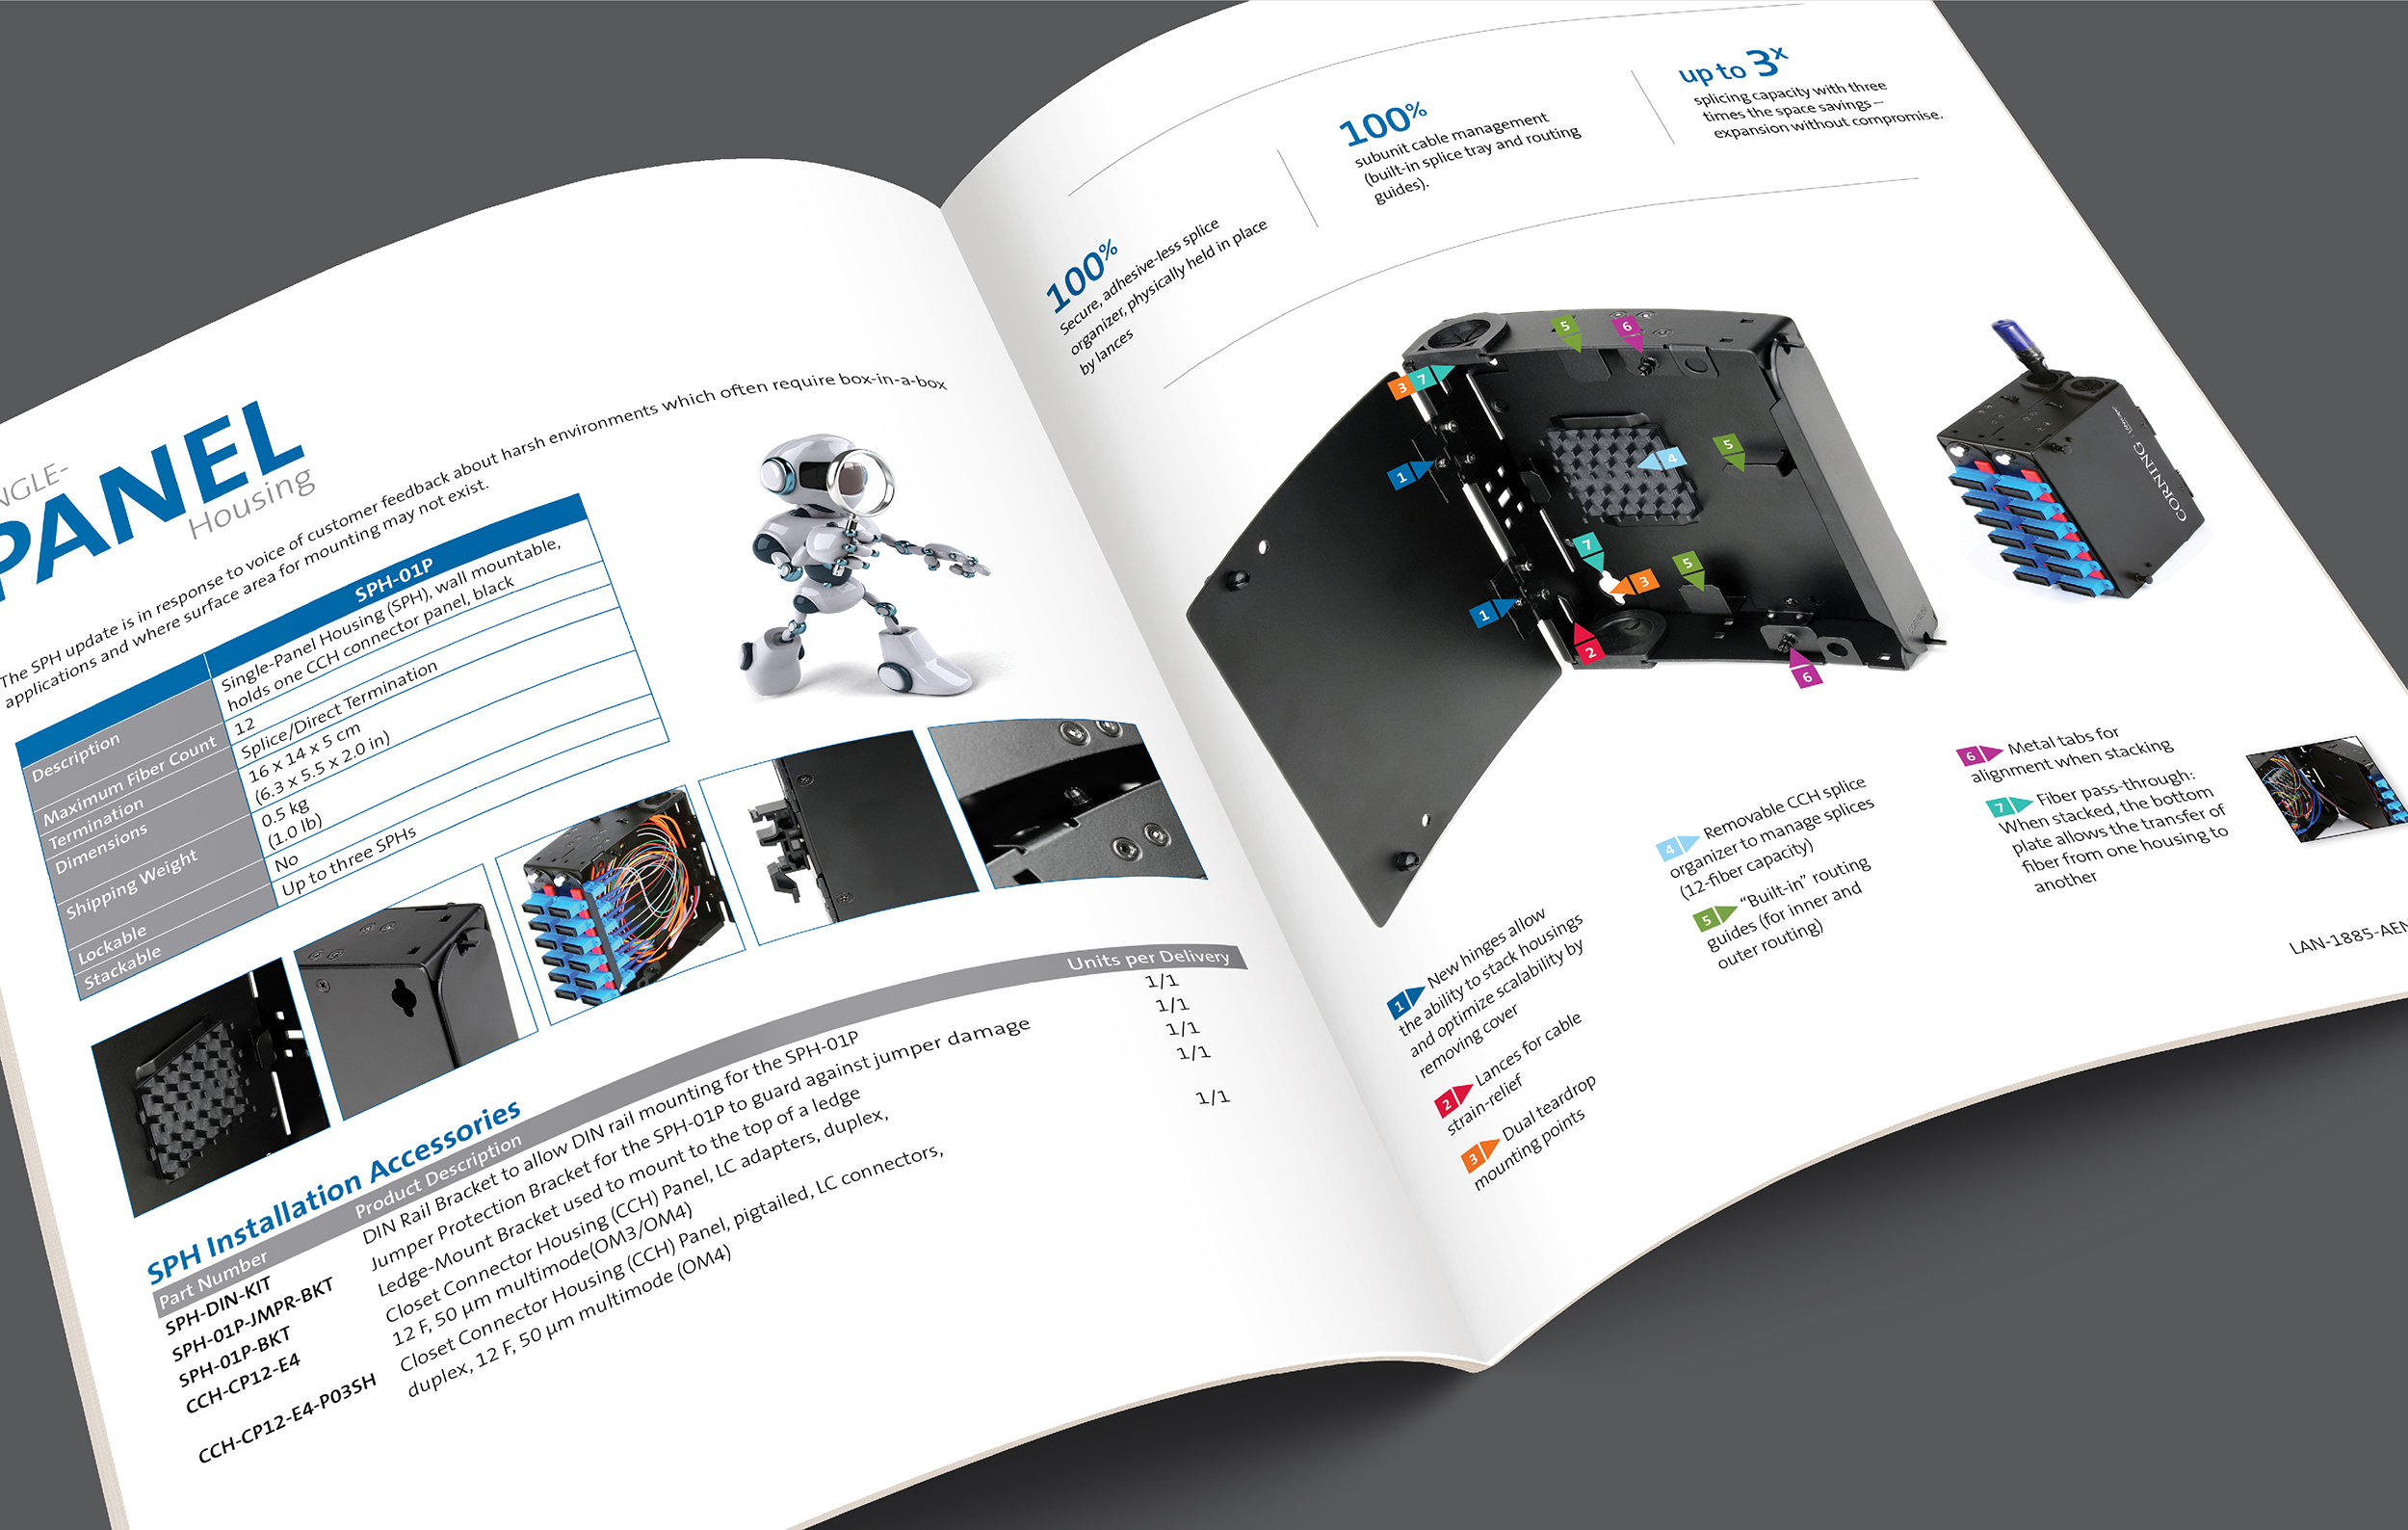 PANEL
Housing
The SPH update is in response to voice of customer feedback about harsh environments which often require box-in-a-box
applications and where surface area for mounting may not exist.
SPH-01P
Description
Single-Panel Housing (SPH), wall mountable,
holds one CCH connector panel, black
Maximum Fiber Count
12
Termination
Splice/Direct Termination
Dimensions
16 x 14 x 5 cm
(6.3 x 5.5 x 2.0 in)
Shipping Weight
0.5 kg
(1.0 lb)
Lockable
No
Stackable
Up to three SPHs
SPH Installation Accessories
Part Number Product Description Units per Delivery
SPH-DIN-KIT DIN Rail Bracket to allow DIN rail mounting for the SPH-01P 1/1
SPH-01P-JMPR-BKT Jumper Protection Bracket for the SPH-01P to guard against jumper damage 1/1
SPH-01P-BKT Ledge-Mount Bracket used to mount to the top of a ledge 1/1
CCH-CP12-E4 Closet Connector Housing (CCH) Panel, LC adapters, duplex, 1/1
12 F, 50 µm multimode(OM3/OM4)
CCH-CP12-E4-P03SH Closet Connector Housing (CCH) Panel, pigtailed, LC connectors, 1/1
duplex, 12 F, 50 µm multimode (OM4)
100%
Secure, adhesive-less splice
organizer, physically held in place
by lances
100%
subunit cable management
(built-in splice tray and routing
guides).
up to 3x
splicing capacity with three
times the space savings —
expansion without compromise.
5
6
3
7
1
4
5
7
3
5
1
2
6
CORNING
1 New hinges allow
the ability to stack housings
and optimize scalability by
removing cover
2 Lances for cable
strain-relief
3 Dual teardrop
mounting points
4 Removable CCH splice
organizer to manage splices
(12-fiber capacity)
5 "Built-in" routing
guides (for inner and
outer routing)
6 Metal tabs for
alignment when stacking
7 Fiber pass-through:
When stacked, the bottom
plate allows the transfer of
fiber from one housing to
another